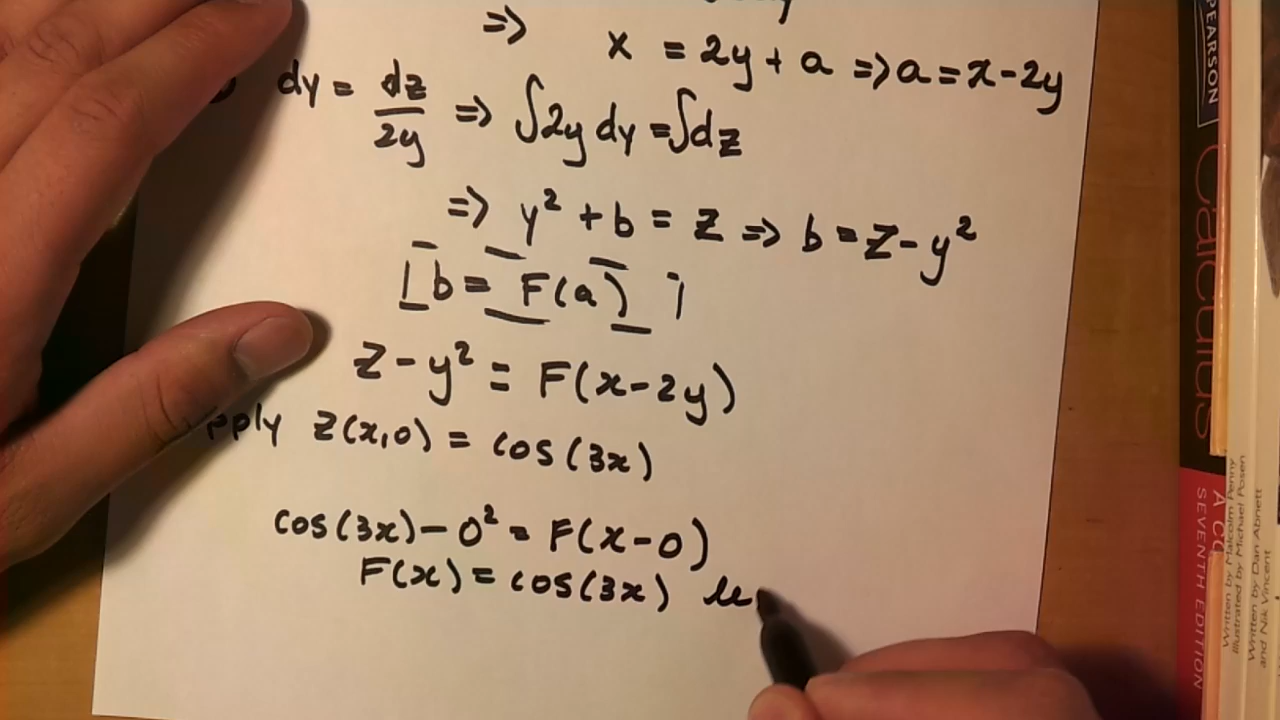 => x = 2y + a => a = x - 2y
dy = dz/2y => ∫2y dy = ∫dz
=> y² + b = z => b = z - y²
[b = F(a)]
z - y² = F(x - 2y)
pply z(x,0) = cos(3x)
cos(3x) - 0² = F(x - 0)
F(x) = cos(3x)
PEARSON
Calculus
SEVENTH EDITION
Written by Malcolm Penny
Illustrated by Michael Posen
Written by Dan Abnett
and Nik Vincent